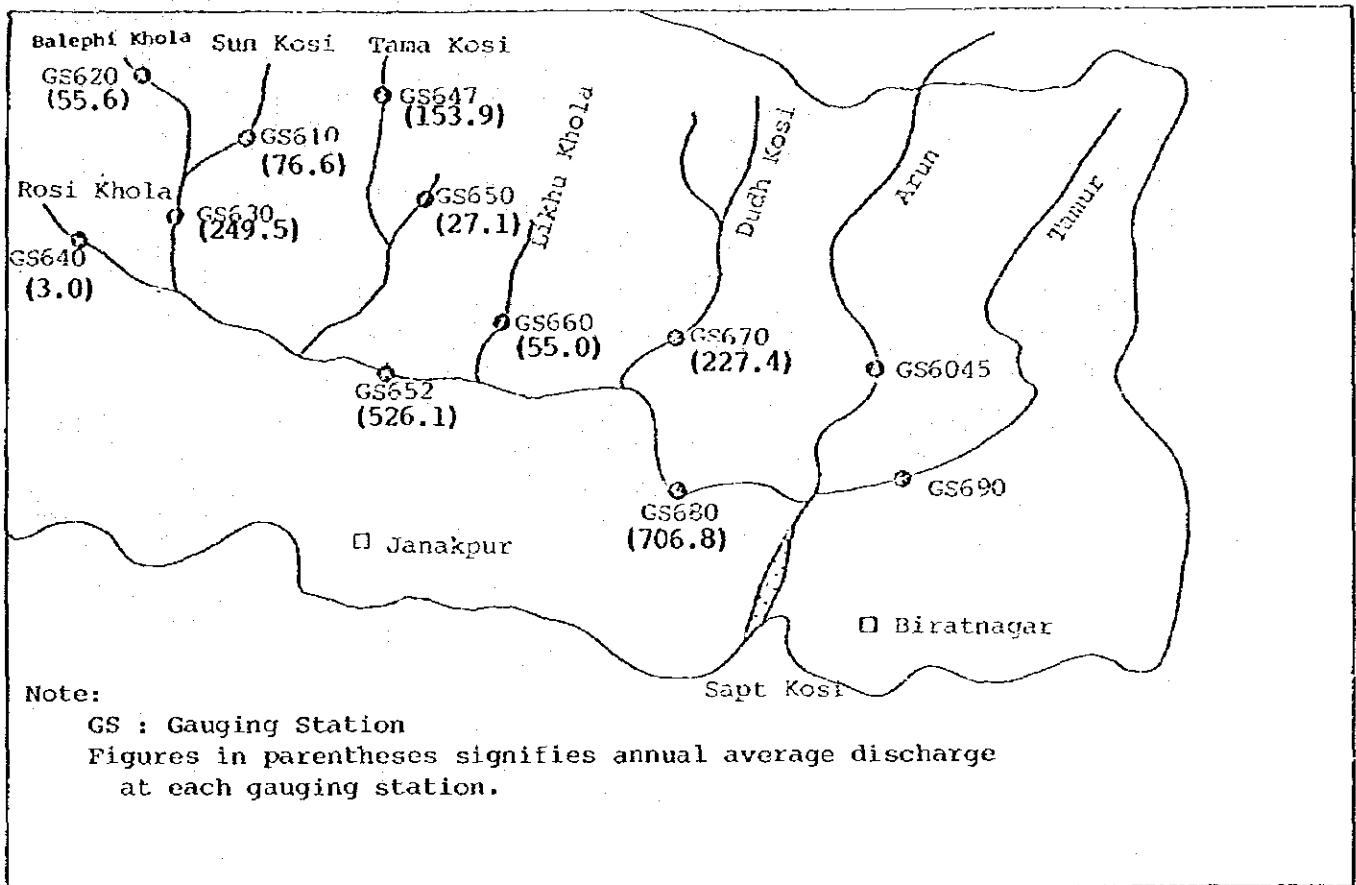 Balephi Khola
Sun Kosi
Tama Kosi
GS620
(55.6)
GS647
(153.9)
GS610
(76.6)
Likhu Khola
Dudh Kosi
Arun
Tamur
Rosi Khola
GS630
(249.5)
GS650
(27.1)
GS640
(3.0)
GS660
(55.0)
GS670
(227.4)
GS6045
GS652
(526.1)
GS690
GS680
(706.8)
Janakpur
Biratnagar
Sapt Kosi
Note:
GS : Gauging Station
Figures in parentheses signifies annual average discharge
at each gauging station.